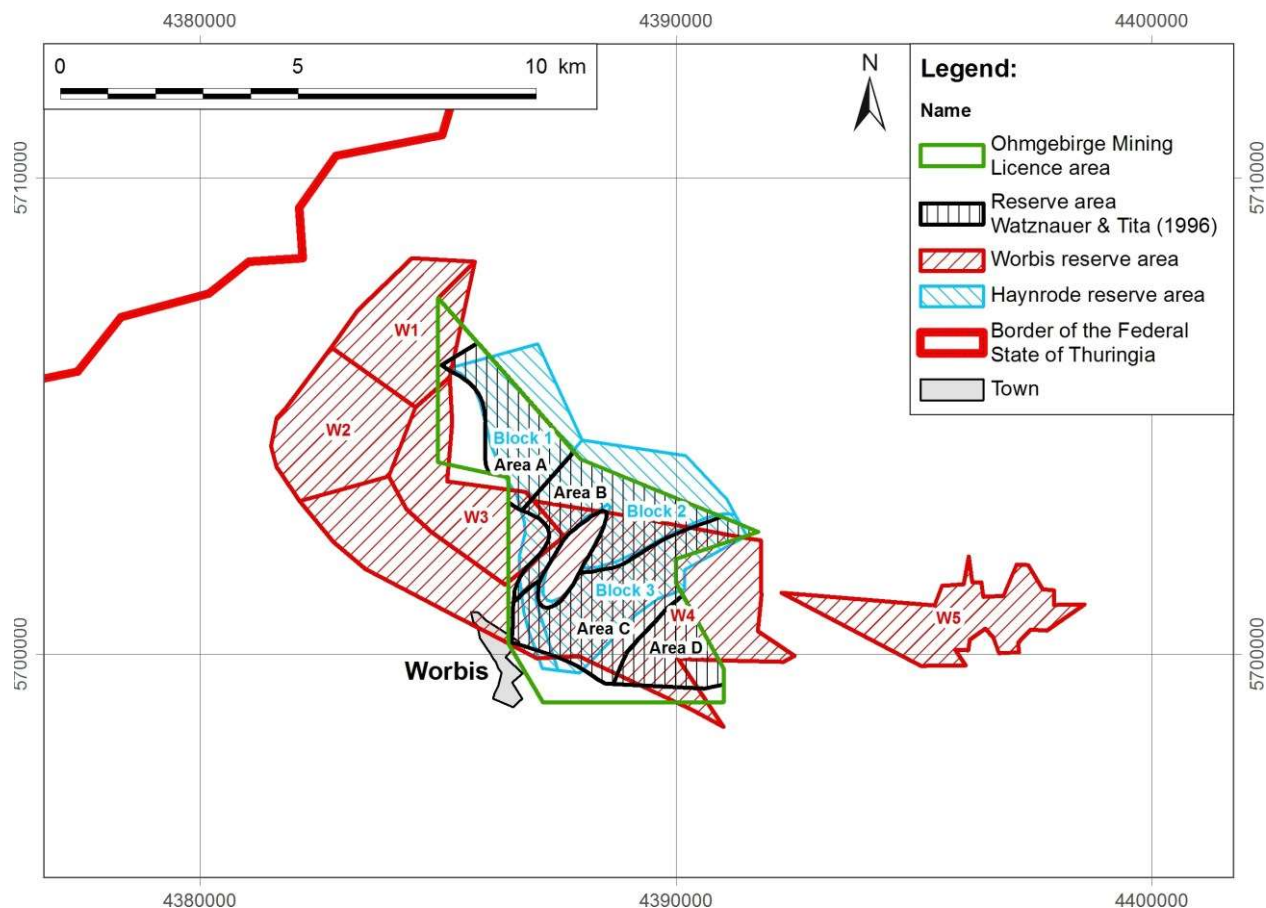 4380000
4390000
4400000
0
5
10 km
N
Legend:
Name
Ohmgebirge Mining
Licence area
Reserve area
Watznauer & Tita (1996)
Worbis reserve area
Haynrode reserve area
Border of the Federal
State of Thuringia
Town
5710000
5710000
W1
W2
Block 1
Area A
Area B
Block 2
W3
Block 3
W4
W5
Area C
Area D
Worbis
5700000
5700000
4380000
4390000
4400000